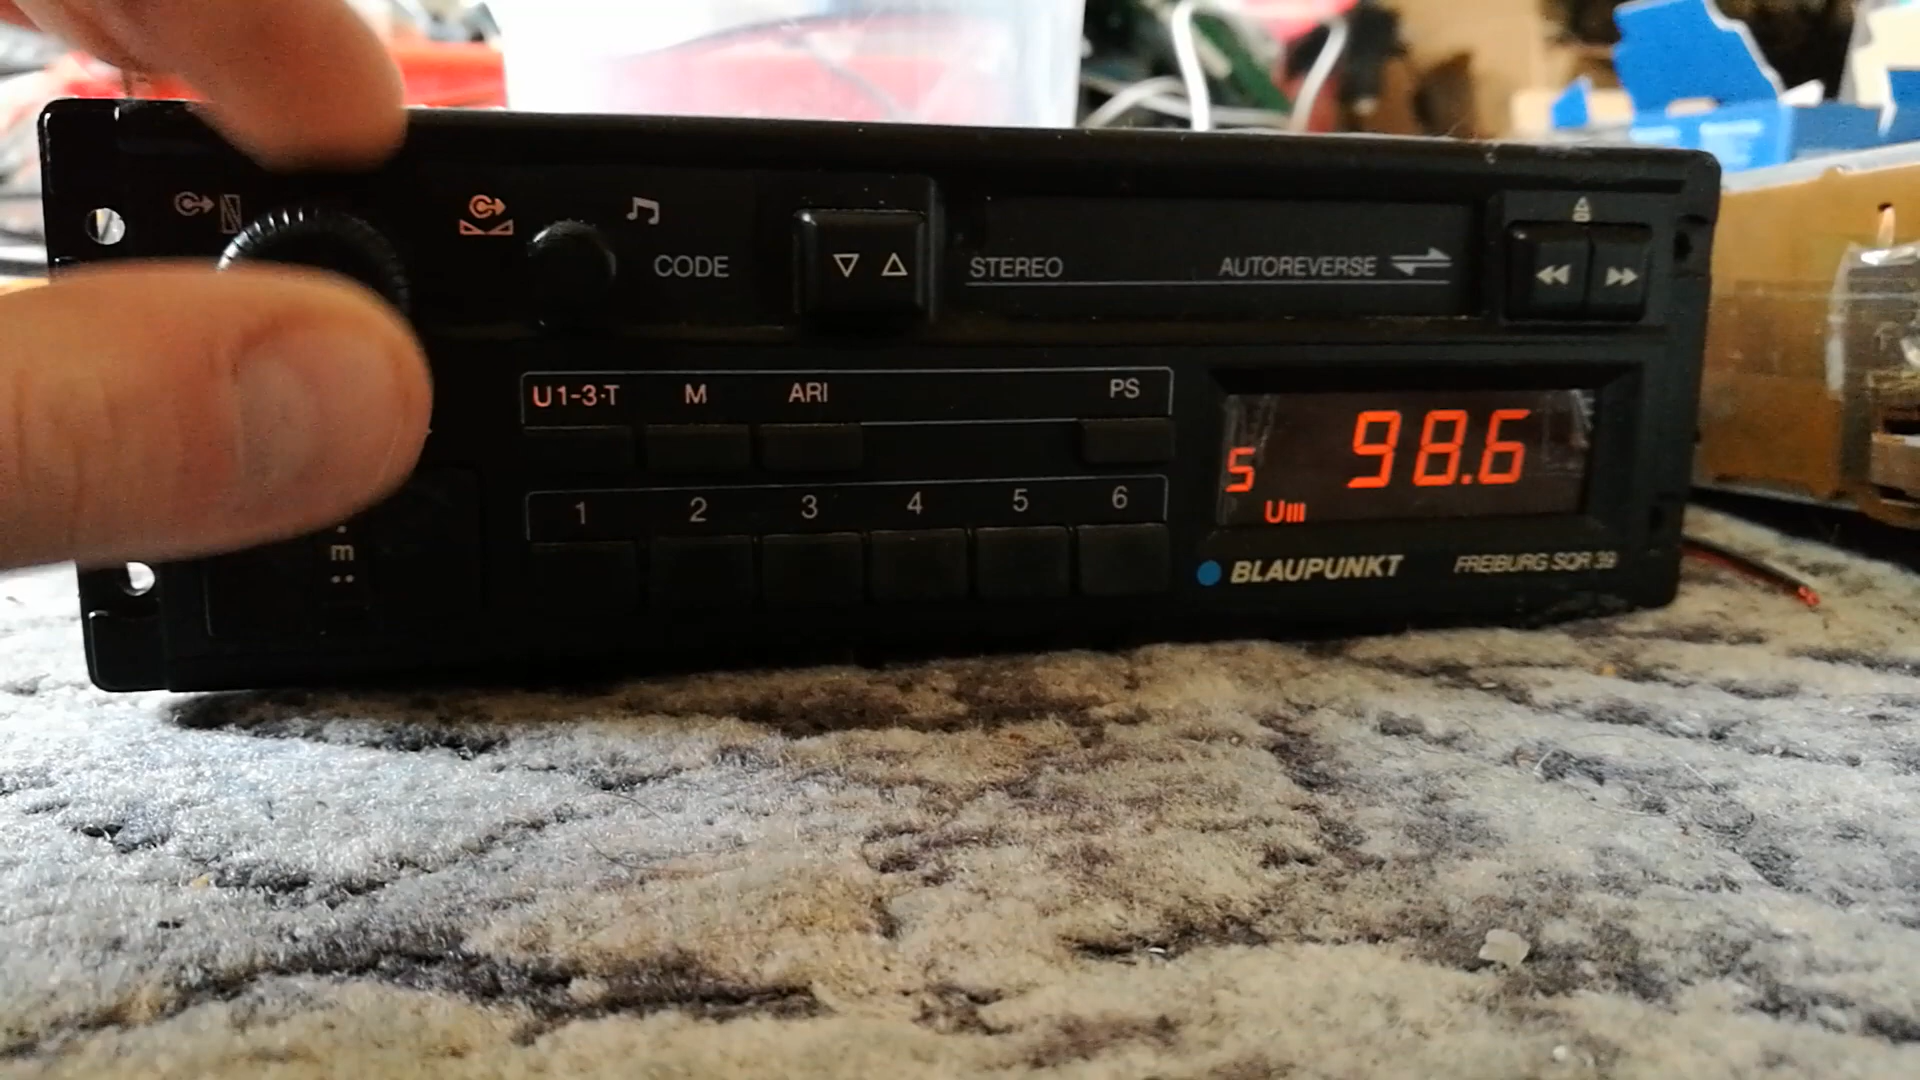 CODE
STEREO AUTOREVERSE
U1-3·T M ARI PS
98.6
5
UIII
1 2 3 4 5 6
m
BLAUPUNKT FREIBURG SQR 39